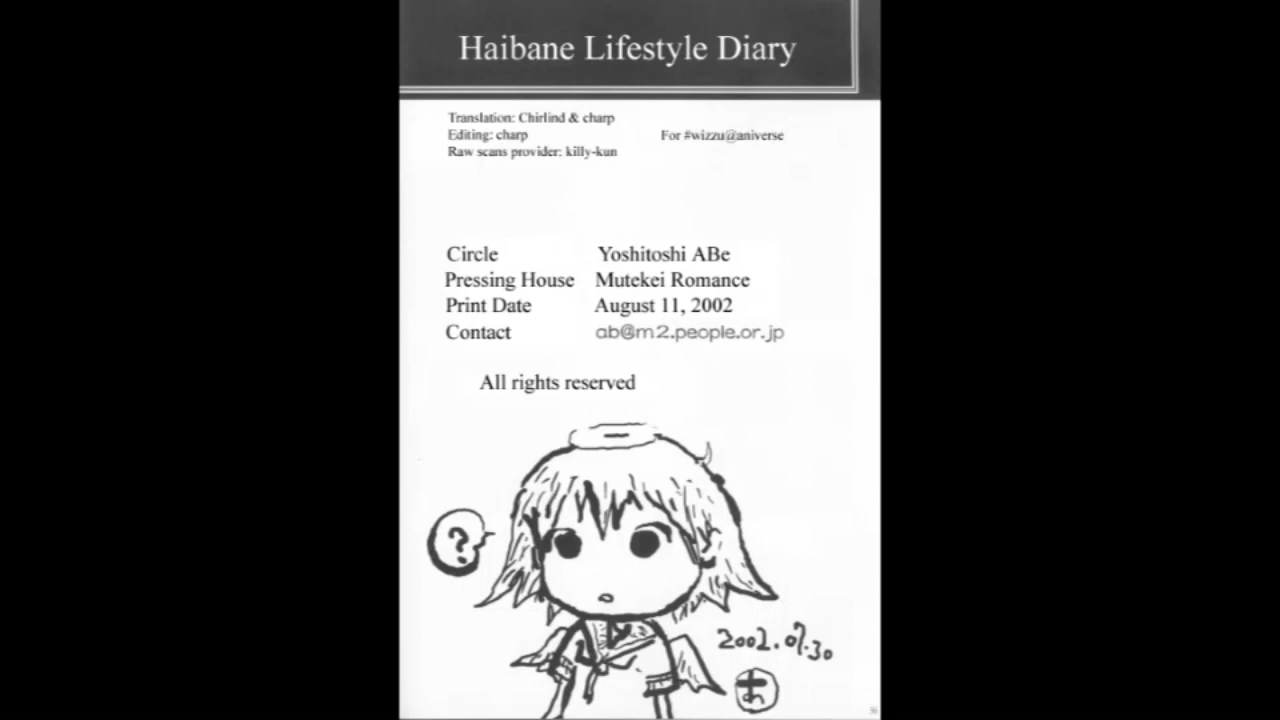 Haibane Lifestyle Diary
Translation: Chirlind & charp
Editing: charp
For #wizzu@aniverse
Raw scans provider: killy-kun
Circle Yoshitoshi ABe
Pressing House Mutekei Romance
Print Date August 11, 2002
Contact ab@m2.people.or.jp
All rights reserved
?
2002.07.30
あ